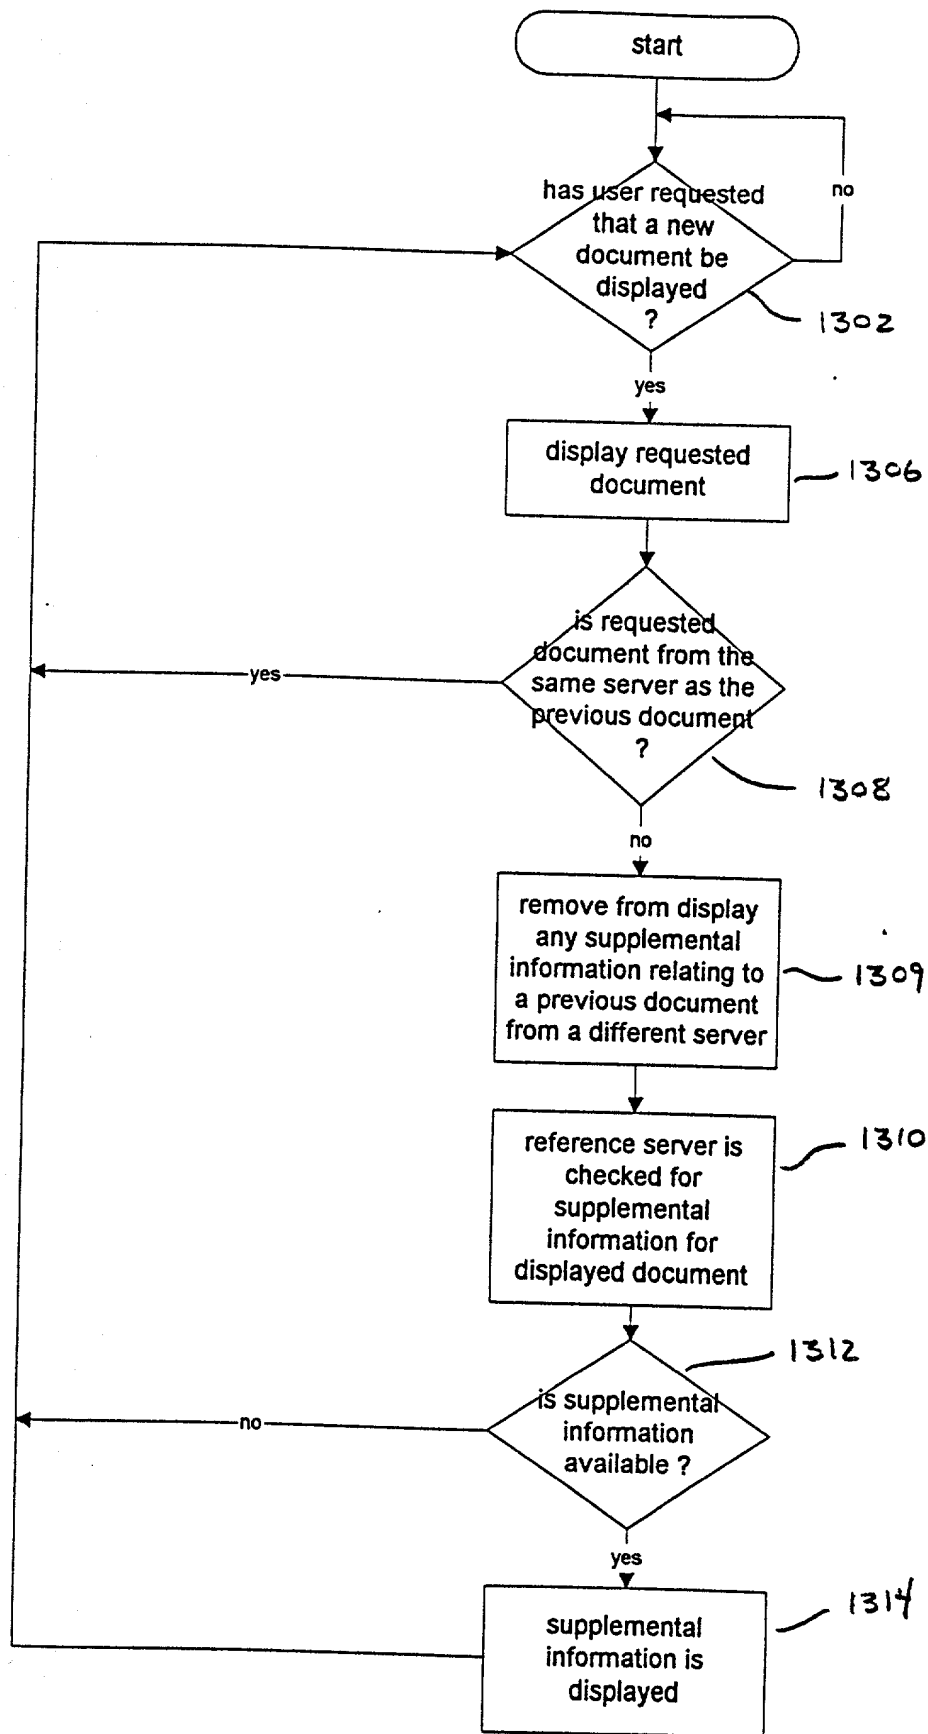 start
no
has user requested
that a new
document be
displayed
?
1302
yes
display requested
document
1306
is requested
document from the
same server as the
previous document
?
yes
1308
no
remove from display
any supplemental
information relating to
a previous document
from a different server
1309
reference server is
checked for
supplemental
information for
displayed document
1310
1312
is supplemental
information
available ?
no
yes
supplemental
information is
displayed
1314